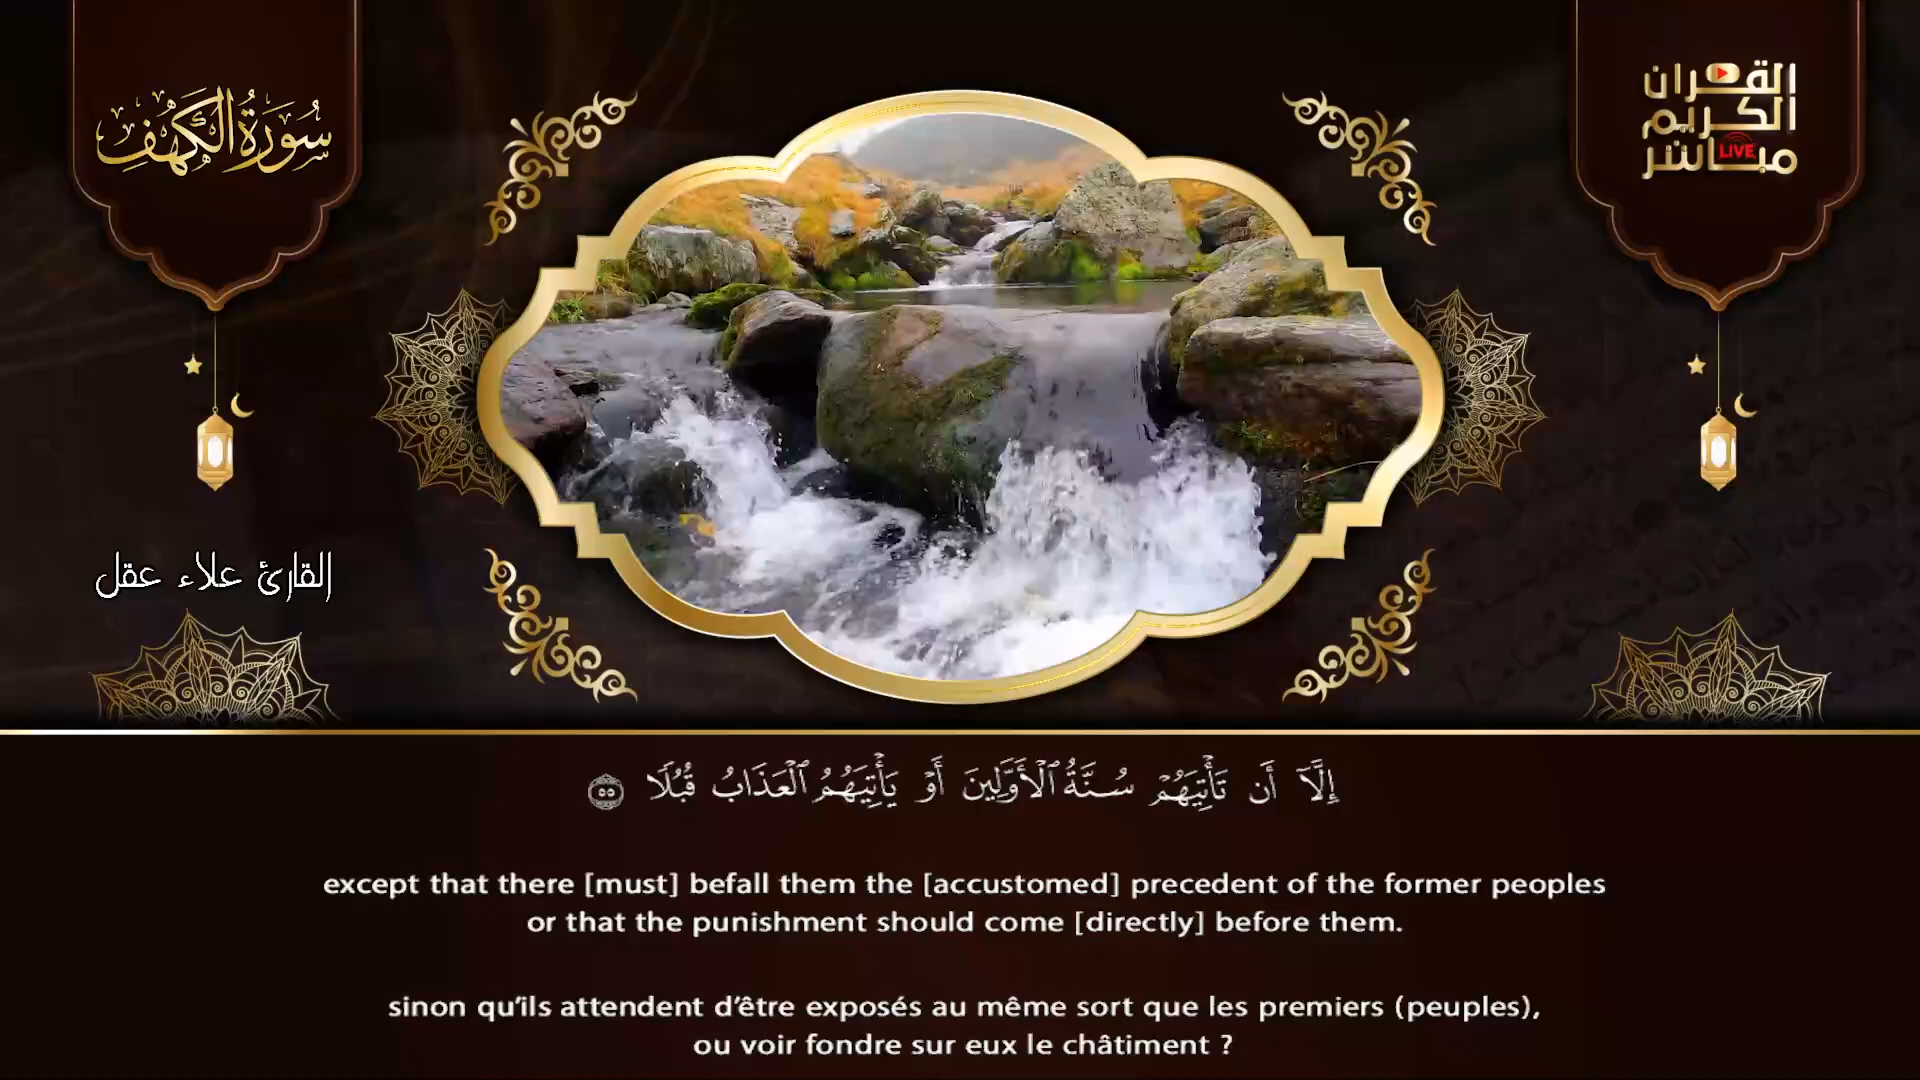 سُورَةُ الكَهْفِ
القرآن
الكريم
مباشر
LIVE
القارئ علاء عقل
إِلَّآ أَن تَأْتِيَهُمْ سُنَّةُ ٱلْأَوَّلِينَ أَوْ يَأْتِيَهُمُ ٱلْعَذَابُ قُبُلًا ٥٥
except that there [must] befall them the [accustomed] precedent of the former peoples
or that the punishment should come [directly] before them.
sinon qu'ils attendent d'être exposés au même sort que les premiers (peuples),
ou voir fondre sur eux le châtiment ?